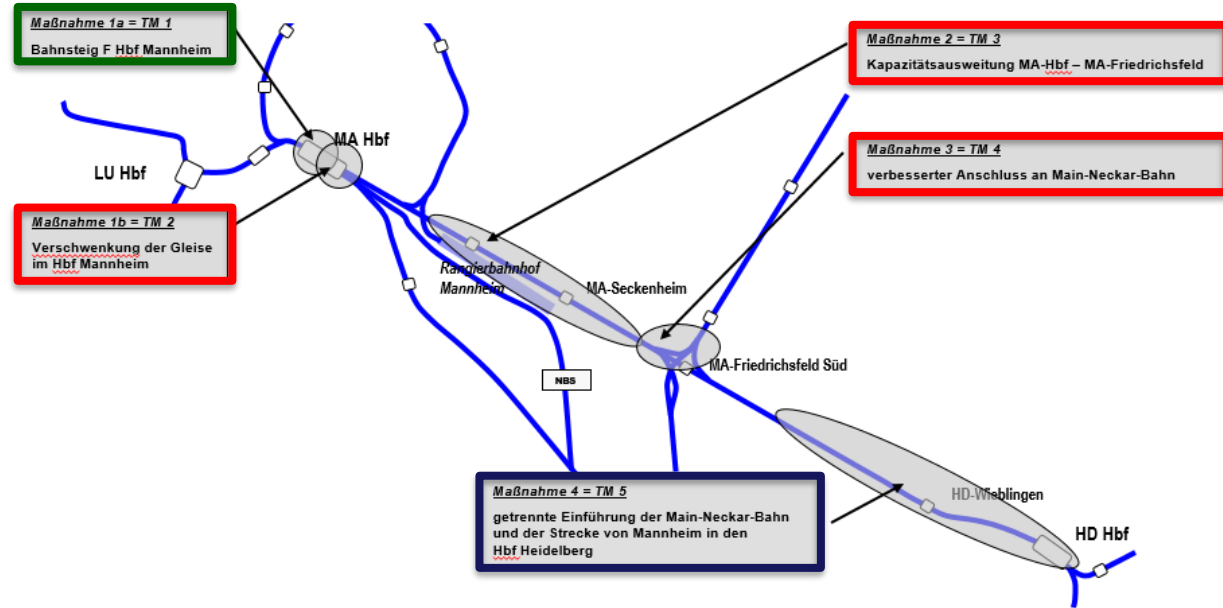 Maßnahme 1a = TM 1
Bahnsteig F Hbf Mannheim
Maßnahme 2 = TM 3
Kapazitätsausweitung MA-Hbf – MA-Friedrichsfeld
MA Hbf
LU Hbf
Maßnahme 3 = TM 4
verbesserter Anschluss an Main-Neckar-Bahn
Maßnahme 1b = TM 2
Verschwenkung der Gleise
im Hbf Mannheim
Rangierbahnhof
Mannheim
MA-Seckenheim
MA-Friedrichsfeld Süd
NBS
Maßnahme 4 = TM 5
getrennte Einführung der Main-Neckar-Bahn
und der Strecke von Mannheim in den
Hbf Heidelberg
HD-Wieblingen
HD Hbf